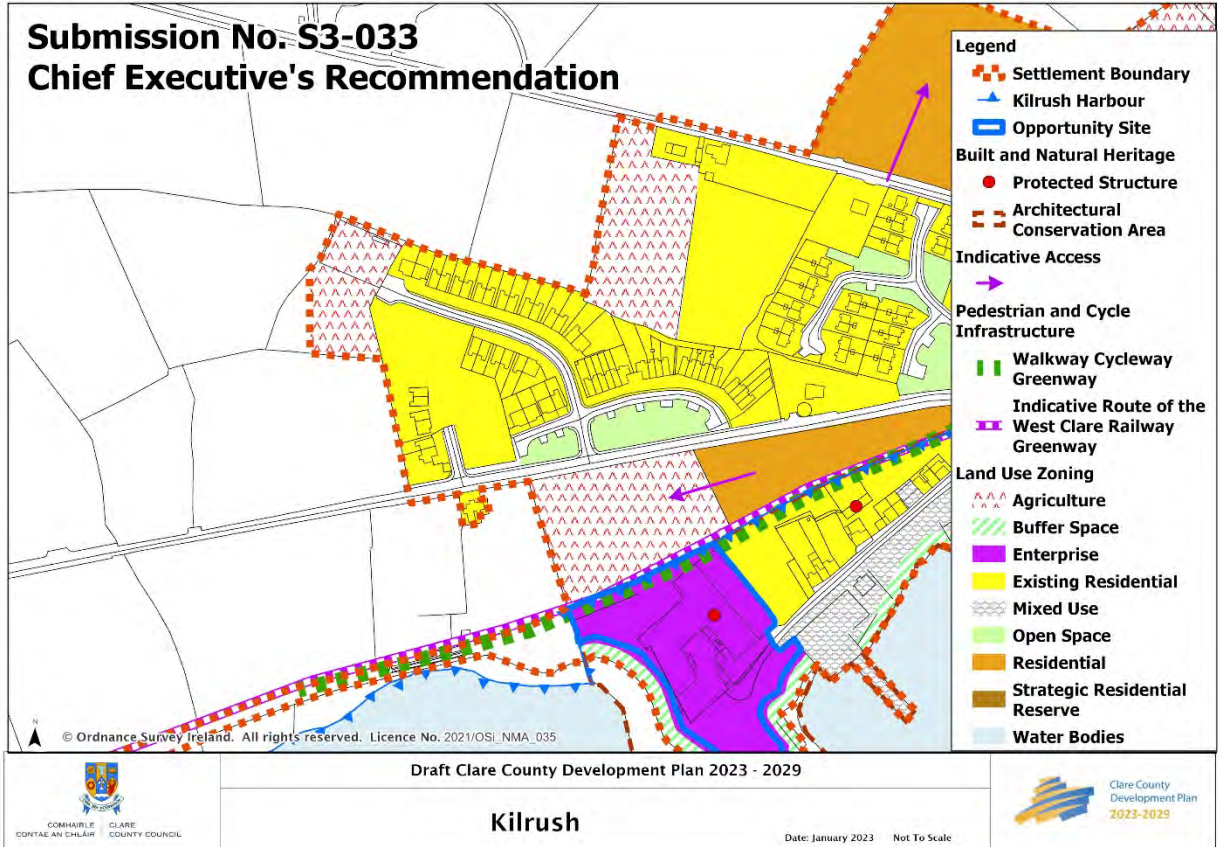 Submission No. S3-033
Chief Executive's Recommendation
Legend
Settlement Boundary
Kilrush Harbour
Opportunity Site
Built and Natural Heritage
Protected Structure
Architectural
Conservation Area
Indicative Access
Pedestrian and Cycle
Infrastructure
Walkway Cycleway
Greenway
Indicative Route of the
West Clare Railway
Greenway
Land Use Zoning
Agriculture
Buffer Space
Enterprise
Existing Residential
Mixed Use
Open Space
Residential
Strategic Residential
Reserve
Water Bodies
N
© Ordnance Survey Ireland. All rights reserved. Licence No. 2021/OSi_NMA_035
COMHAIRLE CLARE
CONTAE AN CHLÁIR COUNTY COUNCIL
Draft Clare County Development Plan 2023 - 2029
Kilrush
Date: January 2023 Not To Scale
Clare County
Development Plan
2023-2029